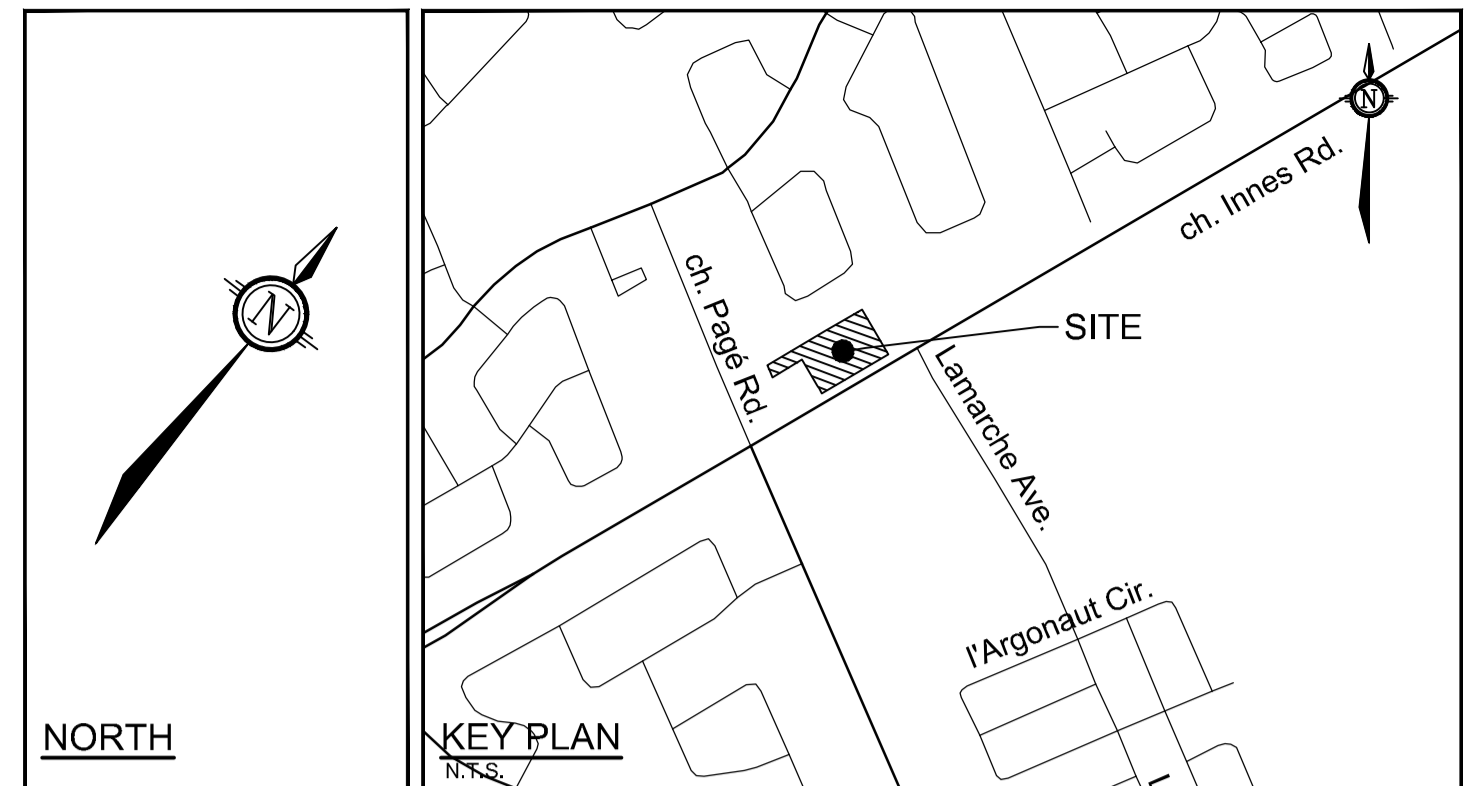 N
NORTH
N
ch. Innes Rd.
ch. Pagé Rd.
SITE
Lamarche Ave.
l'Argonaut Cir.
KEY PLAN
N.T.S.